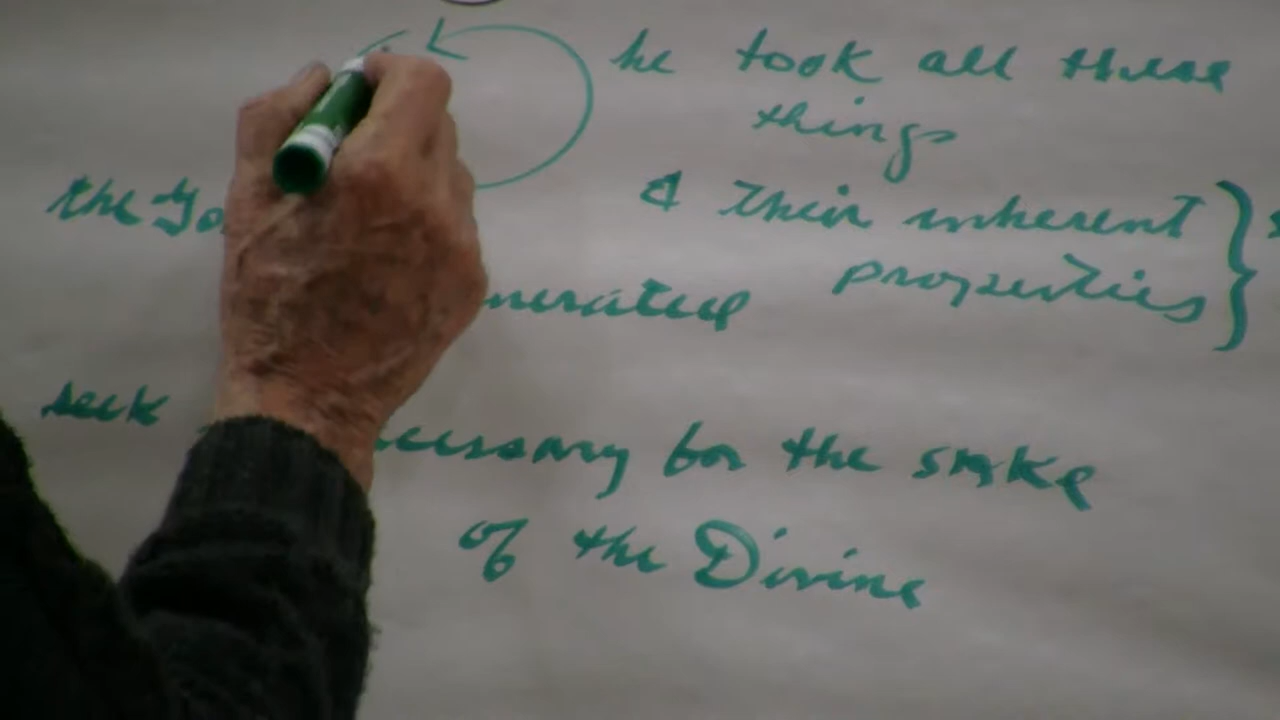 he took all these
things
the
& their inherent
properties
nerated
seek
cessary for the sake
of the Divine